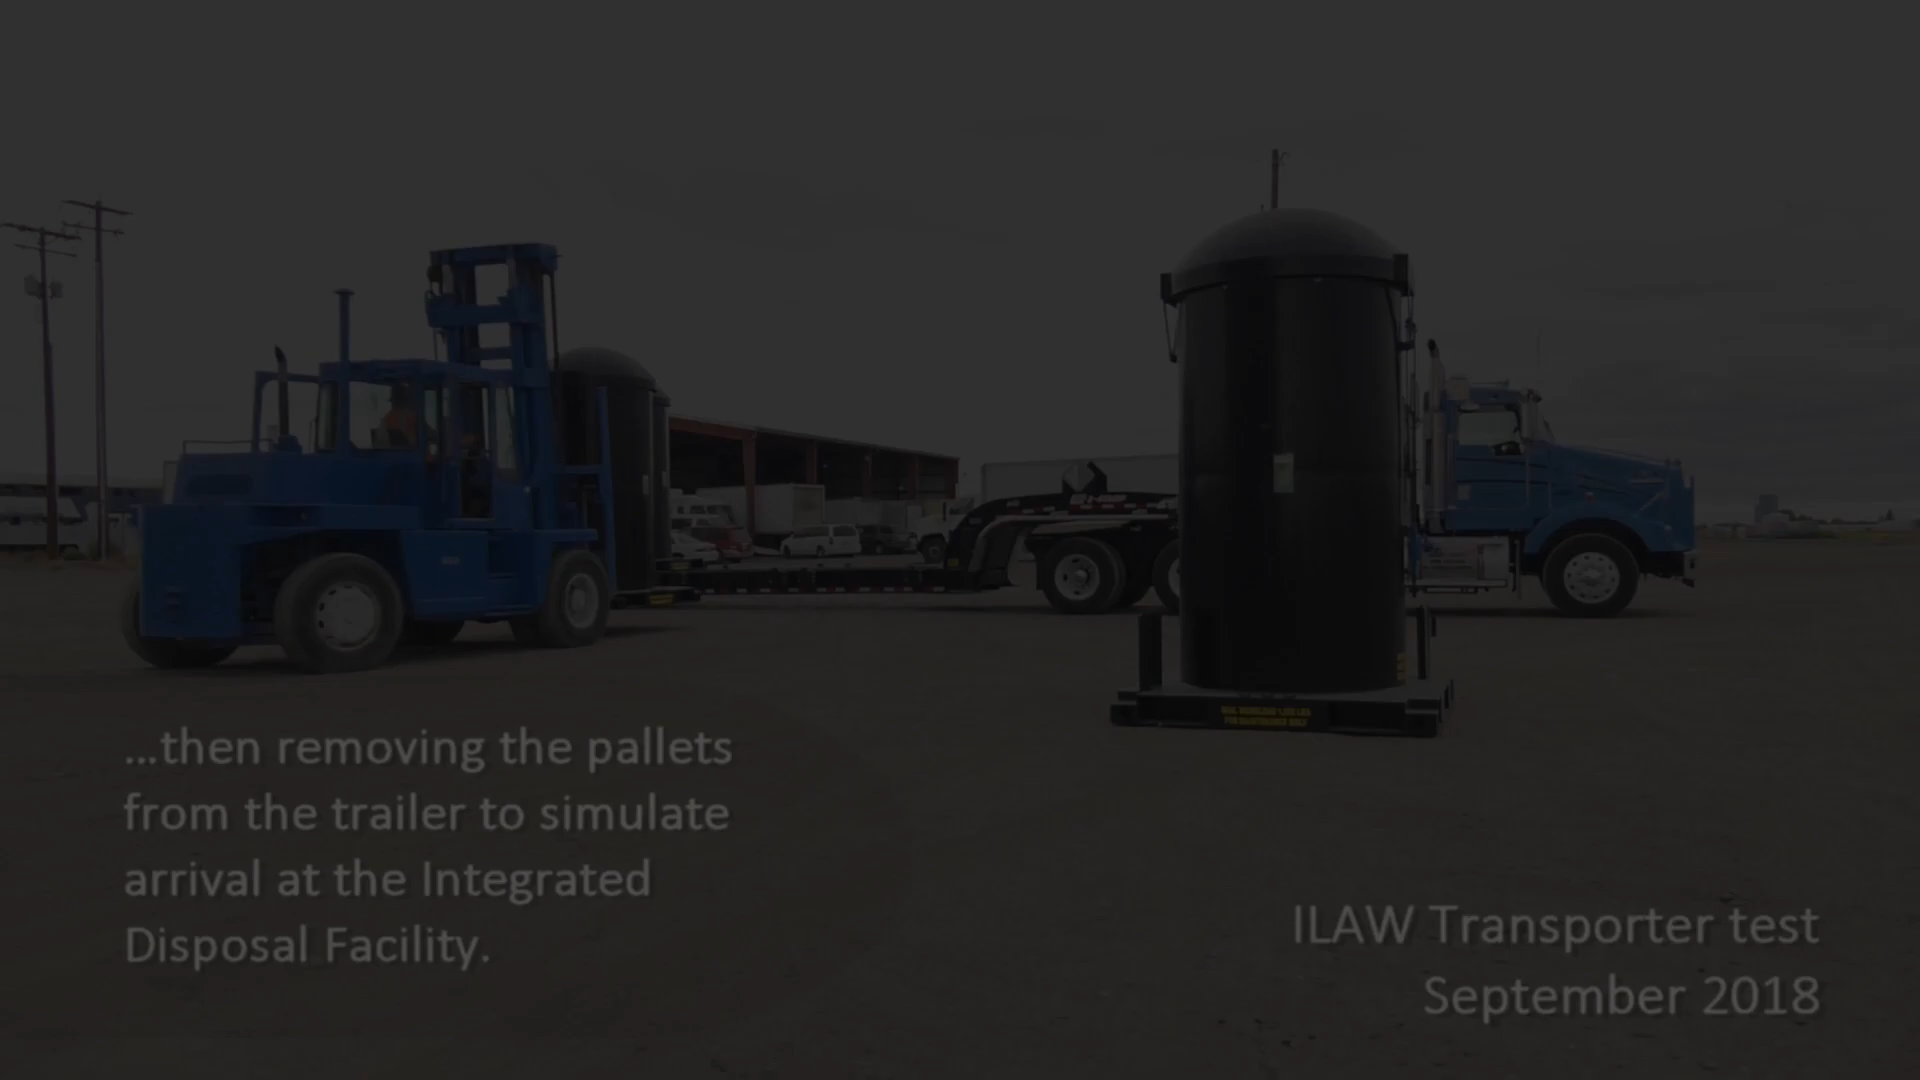 ...then removing the pallets
from the trailer to simulate
arrival at the Integrated
Disposal Facility.
ILAW Transporter test
September 2018